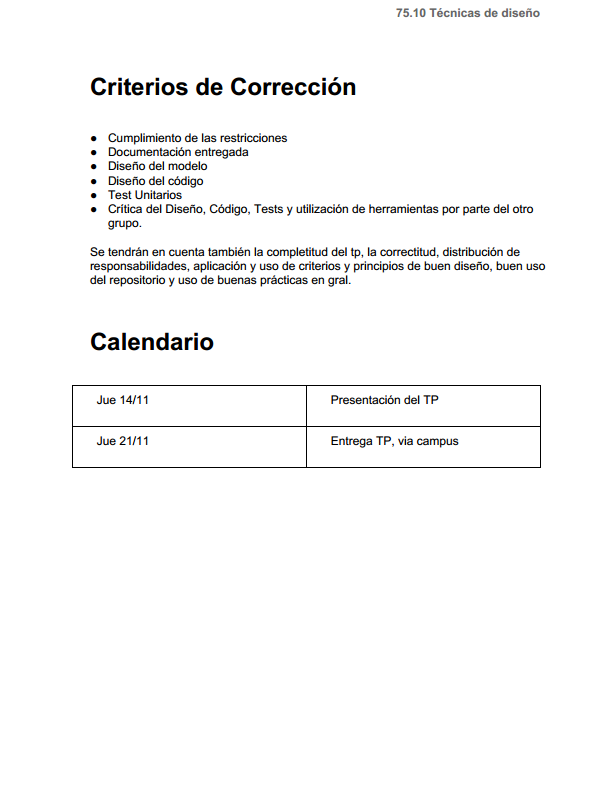 75.10 Técnicas de diseño
Criterios de Corrección
● Cumplimiento de las restricciones
● Documentación entregada
● Diseño del modelo
● Diseño del código
● Test Unitarios
● Crítica del Diseño, Código, Tests y utilización de herramientas por parte del otro
grupo.
Se tendrán en cuenta también la completitud del tp, la correctitud, distribución de
responsabilidades, aplicación y uso de criterios y principios de buen diseño, buen uso
del repositorio y uso de buenas prácticas en gral.
Calendario
Jue 14/11 Presentación del TP
Jue 21/11 Entrega TP, via campus